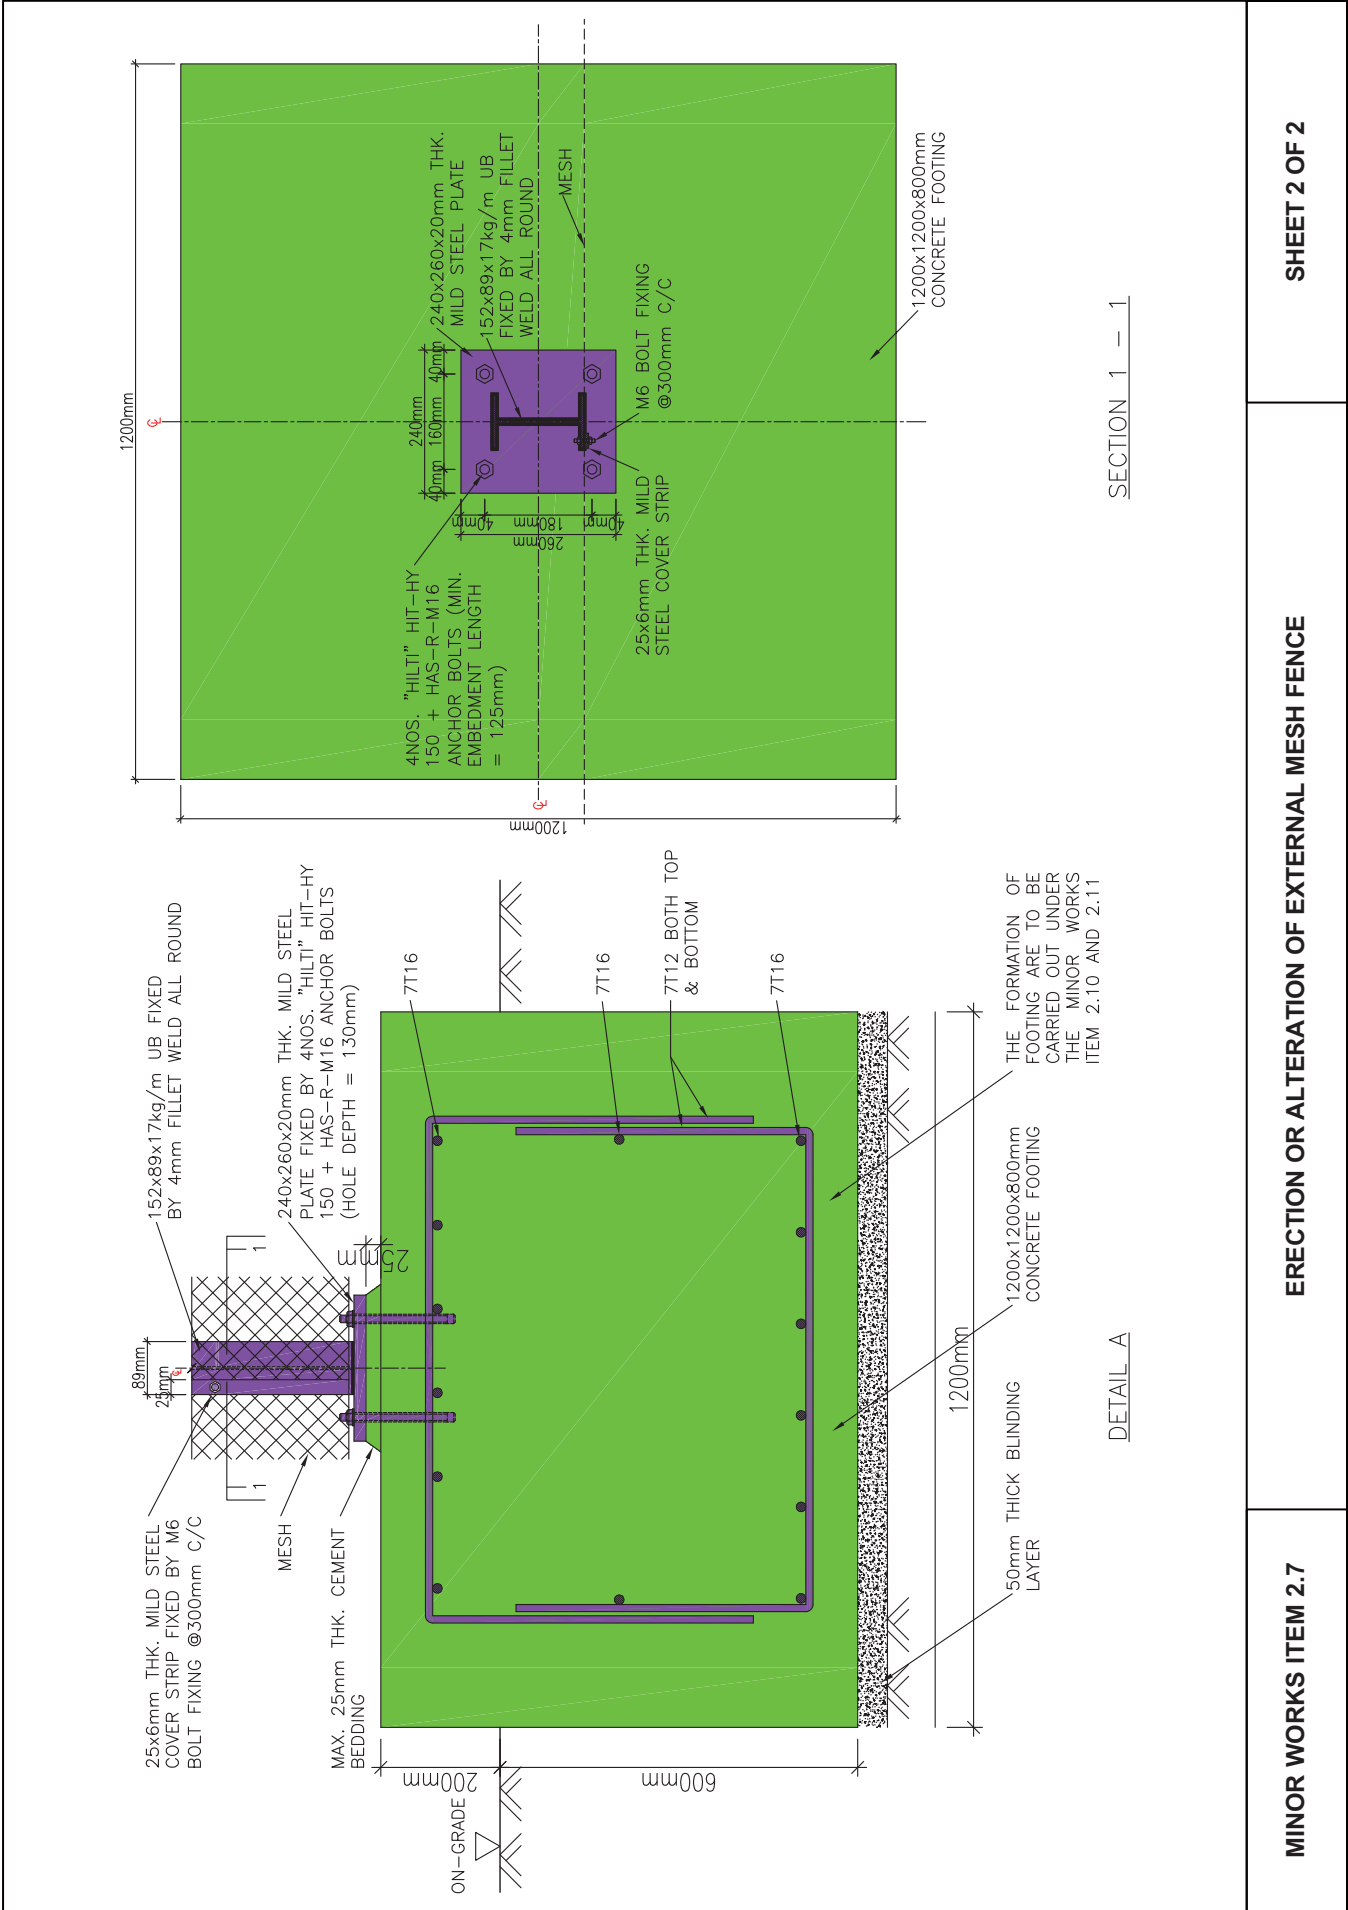 25x6mm THK. MILD STEEL
COVER STRIP FIXED BY M6
BOLT FIXING @300mm C/C
MESH
MAX. 25mm THK. CEMENT
BEDDING
89mm
25mm
℄
1
1
152x89x17kg/m UB FIXED
BY 4mm FILLET WELD ALL ROUND
240x260x20mm THK. MILD STEEL
PLATE FIXED BY 4NOS. "HILTI" HIT-HY
150 + HAS-R-M16 ANCHOR BOLTS
(HOLE DEPTH = 130mm)
25mm
7T16
7T16
7T12 BOTH TOP
& BOTTOM
7T16
ON-GRADE
200mm
600mm
50mm THICK BLINDING
LAYER
1200mm
1200x1200x800mm
CONCRETE FOOTING
THE FORMATION OF
FOOTING ARE TO BE
CARRIED OUT UNDER
THE MINOR WORKS
ITEM 2.10 AND 2.11
DETAIL A
1200mm
℄
1200mm
℄
4NOS. "HILTI" HIT-HY
150 + HAS-R-M16
ANCHOR BOLTS (MIN.
EMBEDMENT LENGTH
= 125mm)
240mm
40mm
160mm
40mm
40mm
180mm
40mm
260mm
240x260x20mm THK.
MILD STEEL PLATE
152x89x17kg/m UB
FIXED BY 4mm FILLET
WELD ALL ROUND
MESH
25x6mm THK. MILD
STEEL COVER STRIP
M6 BOLT FIXING
@300mm C/C
1200x1200x800mm
CONCRETE FOOTING
SECTION 1 - 1
MINOR WORKS ITEM 2.7
ERECTION OR ALTERATION OF EXTERNAL MESH FENCE
SHEET 2 OF 2